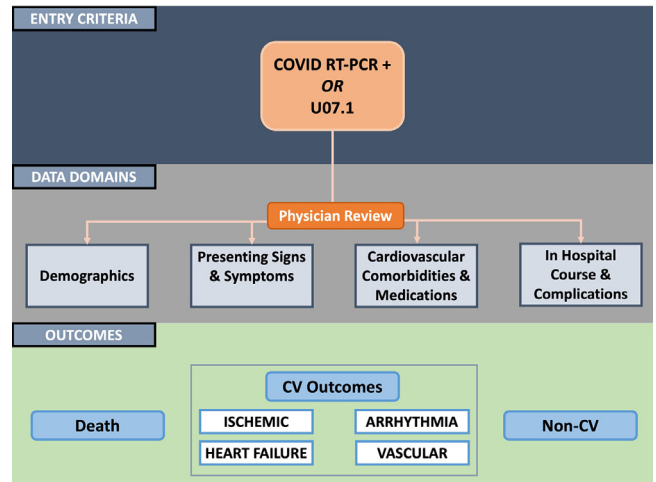 ENTRY CRITERIA
COVID RT-PCR +
OR
U07.1
DATA DOMAINS
Physician Review
Demographics
Presenting Signs
& Symptoms
Cardiovascular
Comorbidities &
Medications
In Hospital
Course &
Complications
OUTCOMES
Death
CV Outcomes
ISCHEMIC
ARRHYTHMIA
HEART FAILURE
VASCULAR
Non-CV